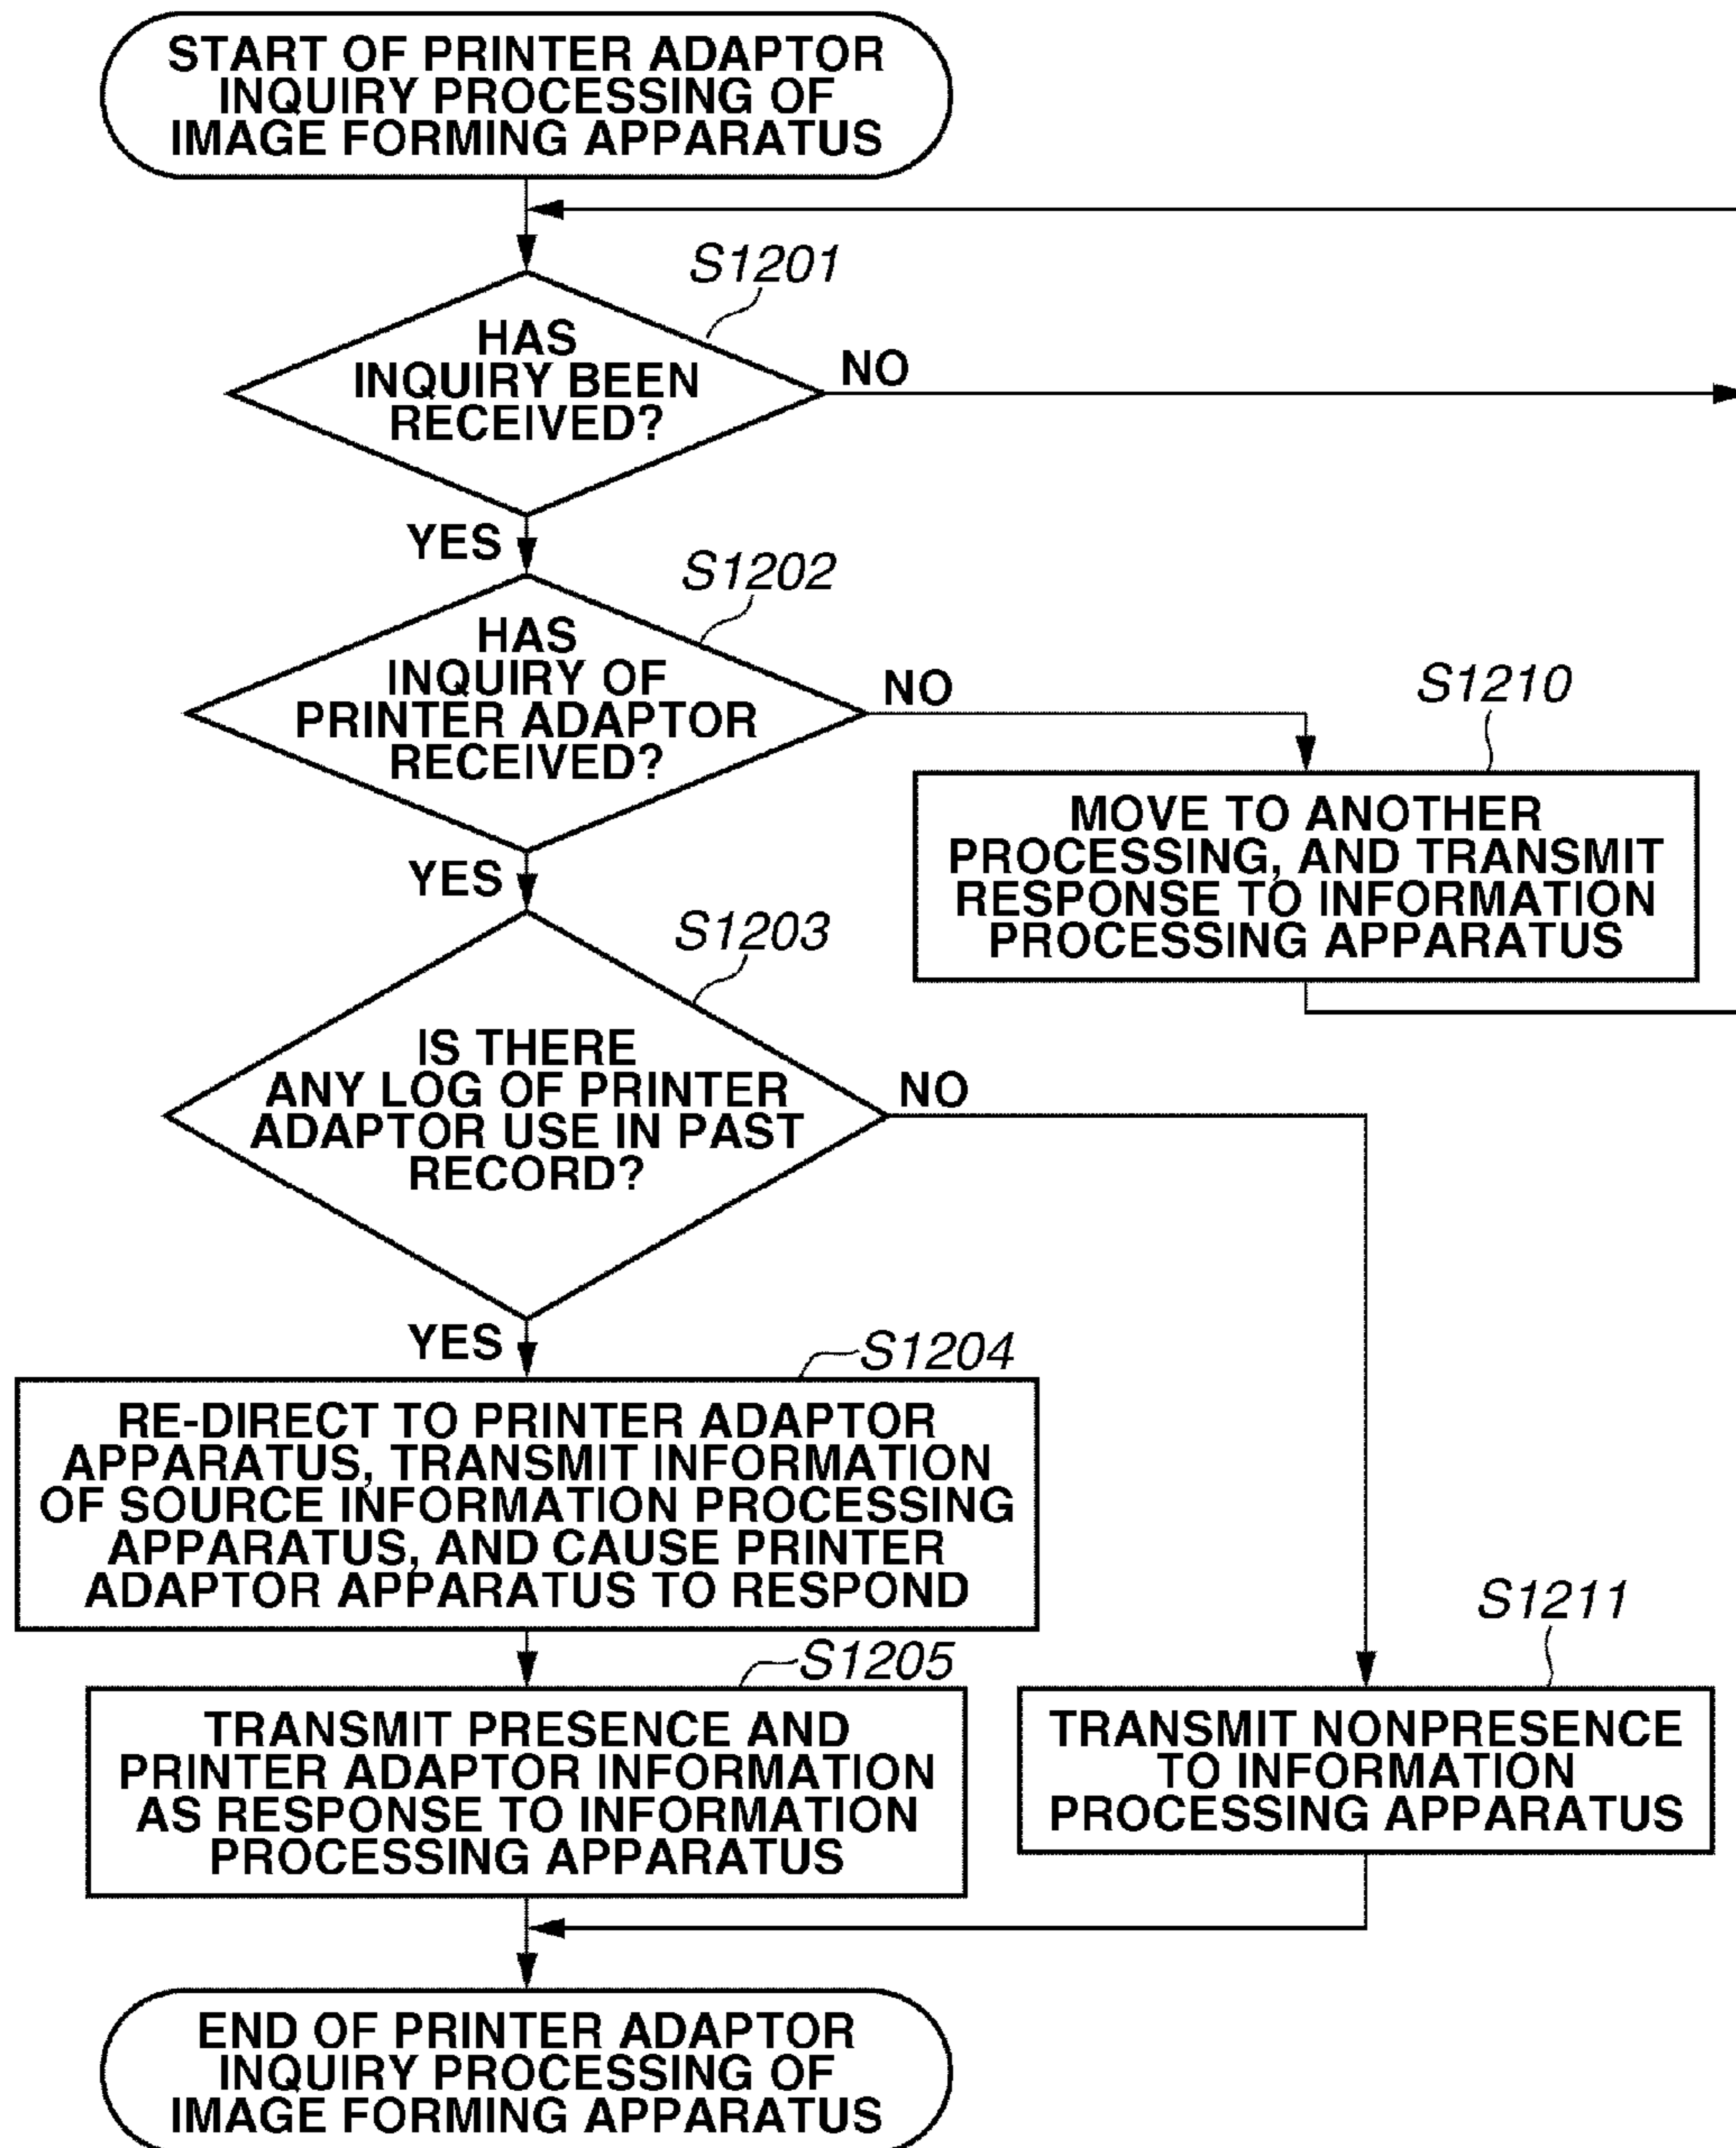 START OF PRINTER ADAPTOR
INQUIRY PROCESSING OF
IMAGE FORMING APPARATUS
S1201
HAS
INQUIRY BEEN
RECEIVED?
NO
YES
S1202
HAS
INQUIRY OF
PRINTER ADAPTOR
RECEIVED?
NO
S1210
MOVE TO ANOTHER
PROCESSING, AND TRANSMIT
RESPONSE TO INFORMATION
PROCESSING APPARATUS
YES
S1203
IS THERE
ANY LOG OF PRINTER
ADAPTOR USE IN PAST
RECORD?
NO
YES
S1204
RE-DIRECT TO PRINTER ADAPTOR
APPARATUS, TRANSMIT INFORMATION
OF SOURCE INFORMATION PROCESSING
APPARATUS, AND CAUSE PRINTER
ADAPTOR APPARATUS TO RESPOND
S1205
TRANSMIT PRESENCE AND
PRINTER ADAPTOR INFORMATION
AS RESPONSE TO INFORMATION
PROCESSING APPARATUS
S1211
TRANSMIT NONPRESENCE
TO INFORMATION
PROCESSING APPARATUS
END OF PRINTER ADAPTOR
INQUIRY PROCESSING OF
IMAGE FORMING APPARATUS